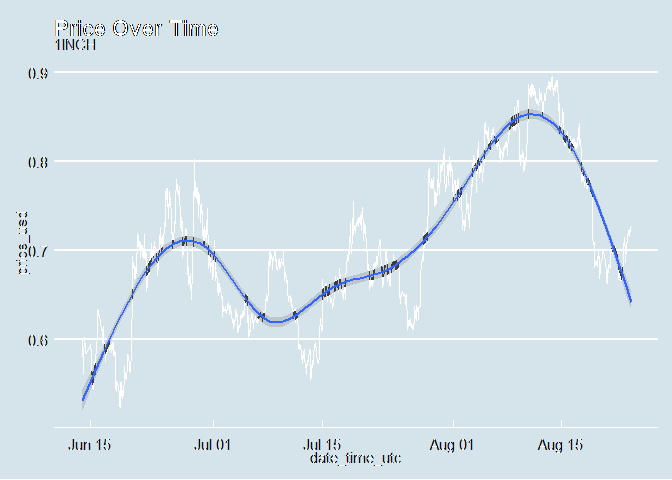 Price Over Time
1INCH
0.9
0.8
0.7
0.6
price_usd
Jun 15
Jul 01
Jul 15
Aug 01
Aug 15
date_time_utc